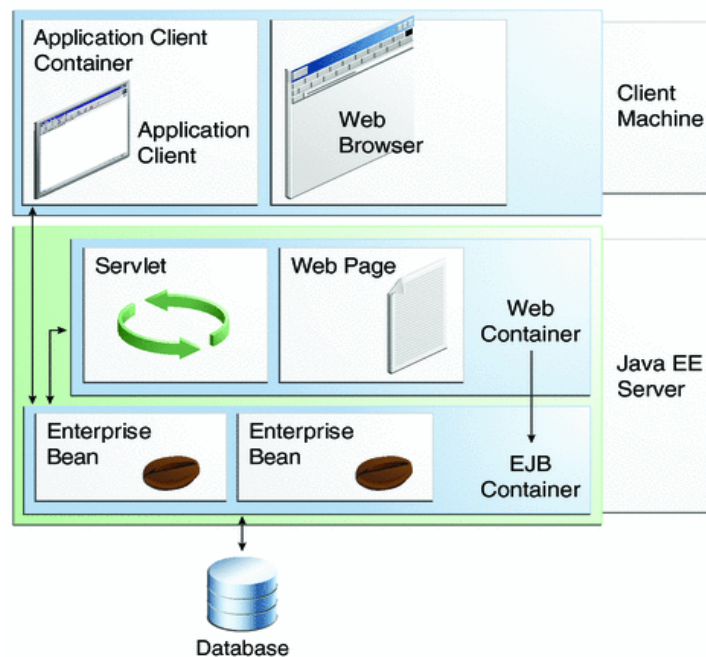 Application Client
Container
Application
Client
Web
Browser
Client
Machine
Servlet
Web Page
Web
Container
Java EE
Server
Enterprise
Bean
Enterprise
Bean
EJB
Container
Database